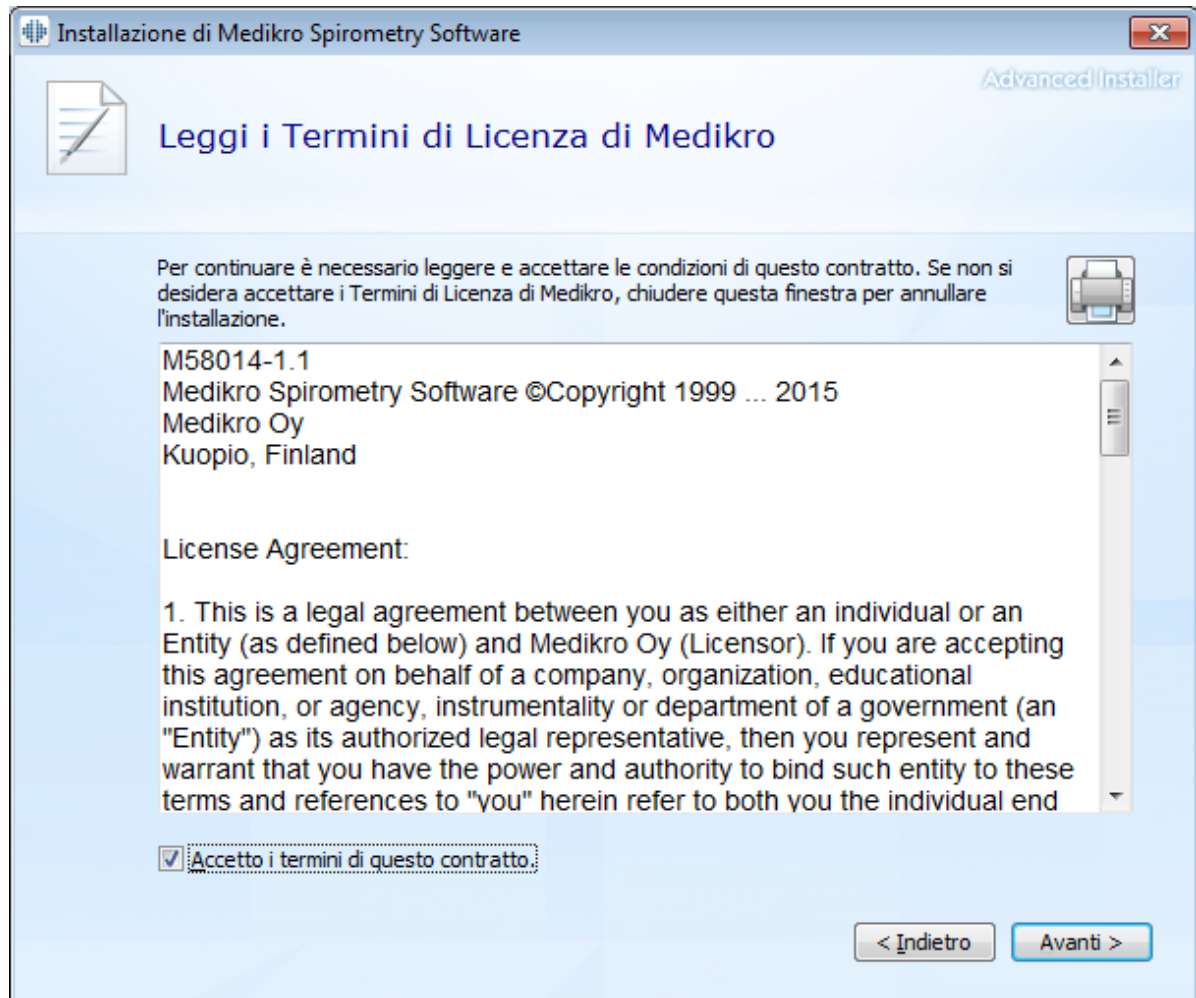 Installazione di Medikro Spirometry Software
Advanced Installer
Leggi i Termini di Licenza di Medikro
Per continuare è necessario leggere e accettare le condizioni di questo contratto. Se non si
desidera accettare i Termini di Licenza di Medikro, chiudere questa finestra per annullare
l'installazione.
M58014-1.1
Medikro Spirometry Software ©Copyright 1999 ... 2015
Medikro Oy
Kuopio, Finland
License Agreement:
1. This is a legal agreement between you as either an individual or an
Entity (as defined below) and Medikro Oy (Licensor). If you are accepting
this agreement on behalf of a company, organization, educational
institution, or agency, instrumentality or department of a government (an
"Entity") as its authorized legal representative, then you represent and
warrant that you have the power and authority to bind such entity to these
terms and references to "you" herein refer to both you the individual end
Accetto i termini di questo contratto.
< Indietro
Avanti >